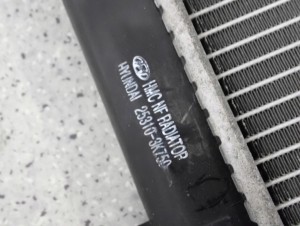 HMC NF RADIATOR
HYUNDAI 25310-3K750